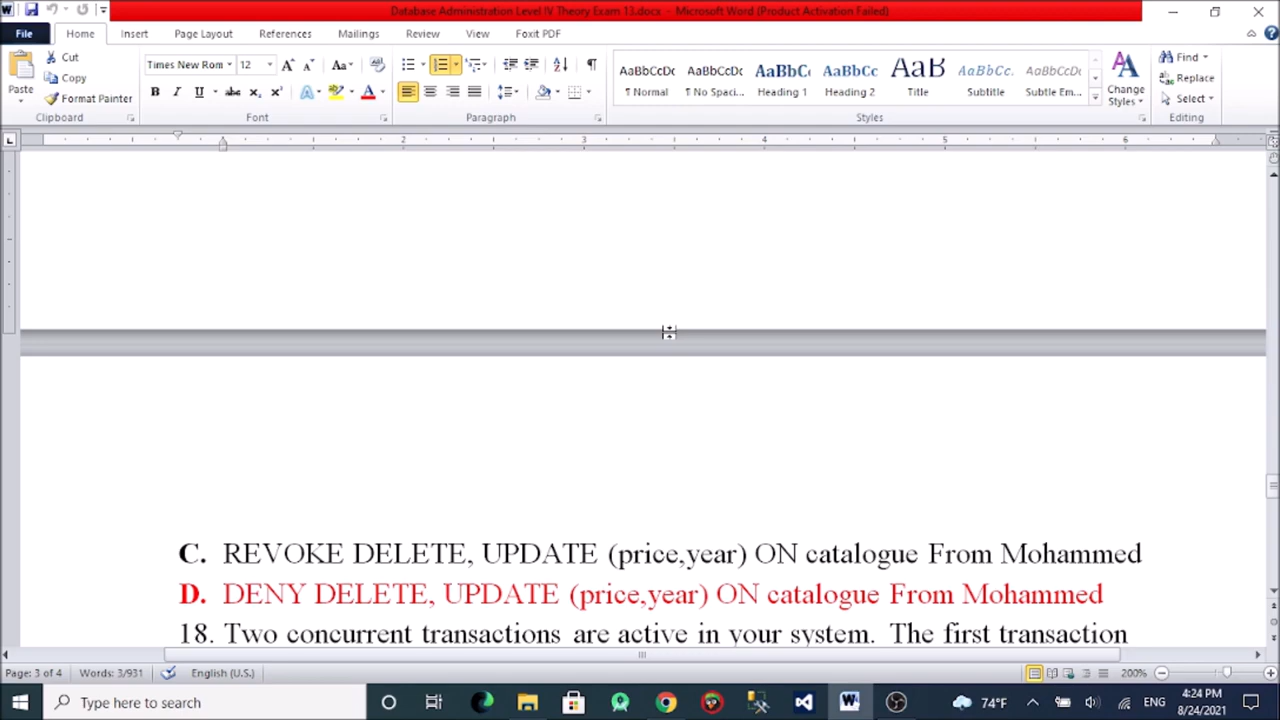 Database Administration Level IV Theory Exam 13.docx - Microsoft Word (Product Activation Failed)
File Home Insert Page Layout References Mailings Review View Foxit PDF
Paste
Cut
Copy
Format Painter
Clipboard
Times New Rom 12
Font
Paragraph
AaBbCcDc AaBbCcDc AaBbC AaBbCc AaB AaBbCc. AaBbCcDc
¶ Normal ¶ No Spaci... Heading 1 Heading 2 Title Subtitle Subtle Em...
Styles
Change Styles
Find
Replace
Select
Editing
2 3 4 5 6
C. REVOKE DELETE, UPDATE (price,year) ON catalogue From Mohammed
D. DENY DELETE, UPDATE (price,year) ON catalogue From Mohammed
18. Two concurrent transactions are active in your system. The first transaction
Page: 3 of 4 Words: 3/931 English (U.S.) 200%
Type here to search
74°F
ENG
4:24 PM
8/24/2021